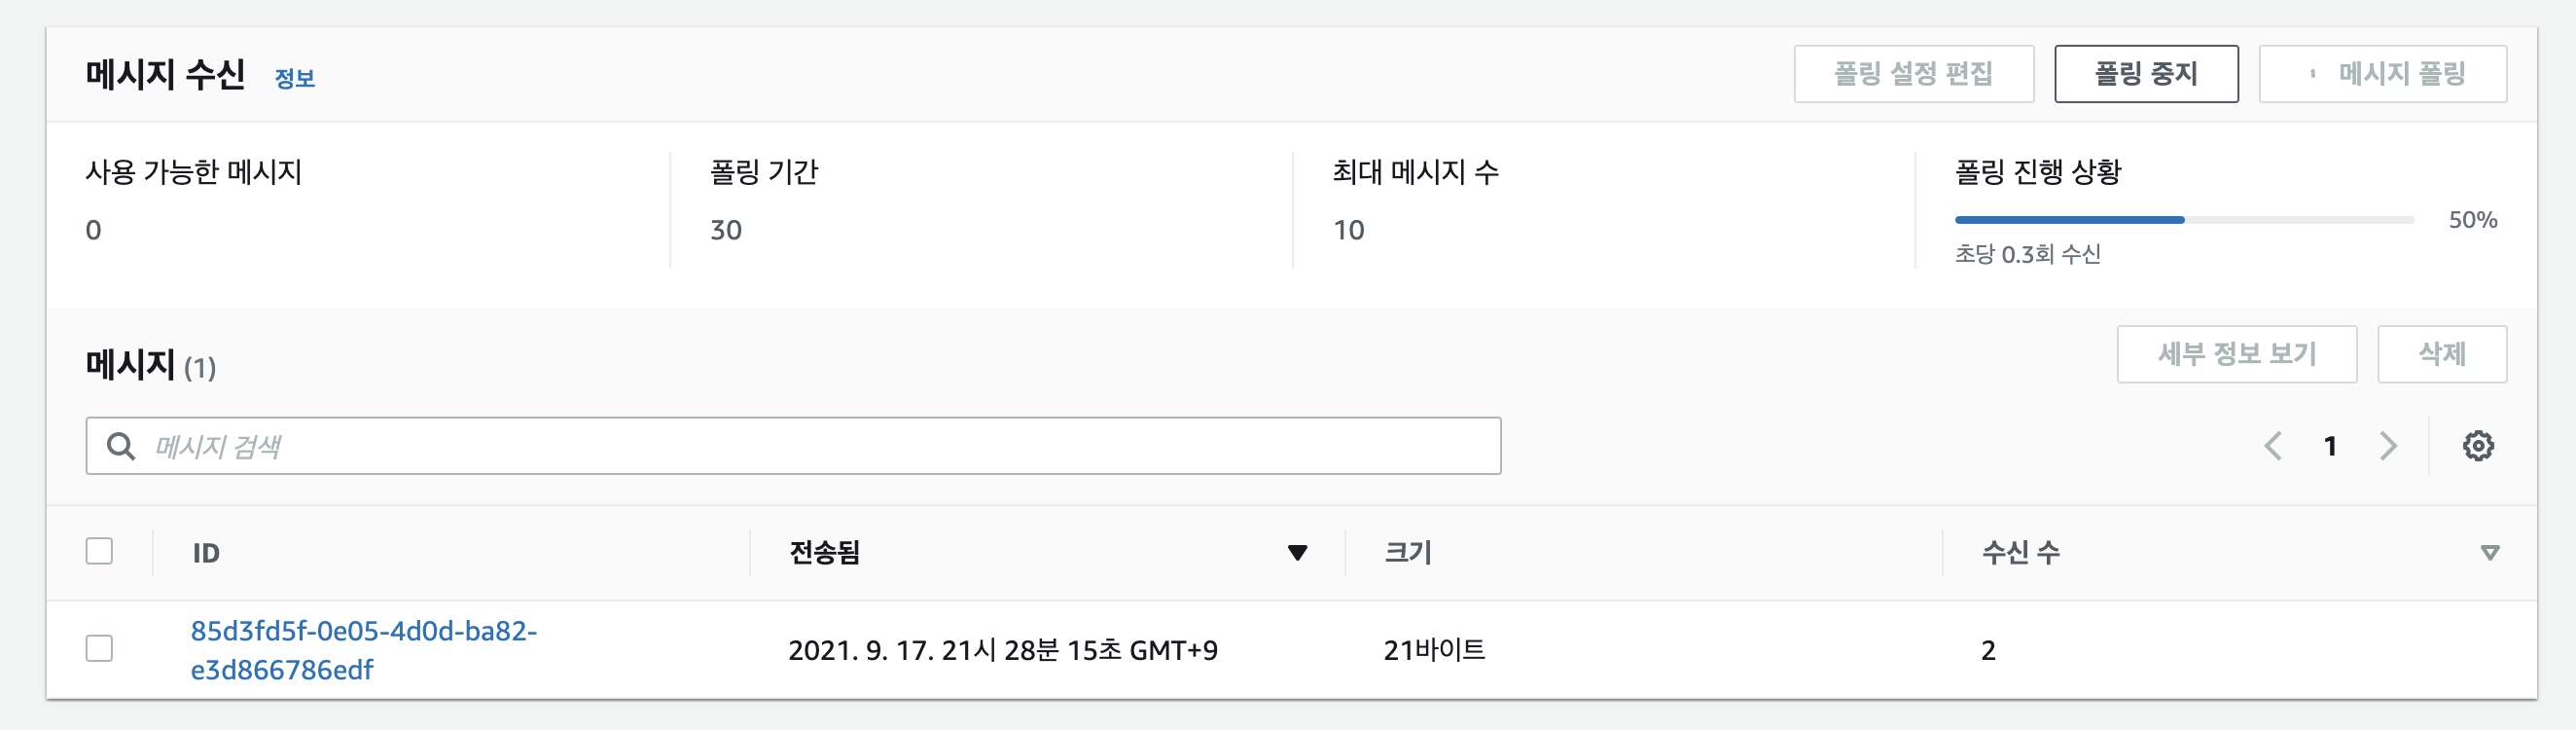 메시지 수신 정보 폴링 설정 편집 폴링 중지 메시지 폴링
사용 가능한 메시지 폴링 기간 최대 메시지 수 폴링 진행 상황
0 30 10 50%
초당 0.3회 수신
메시지 (1) 세부 정보 보기 삭제
메시지 검색 1
ID 전송됨 크기 수신 수
85d3fd5f-0e05-4d0d-ba82-
e3d866786edf 2021. 9. 17. 21시 28분 15초 GMT+9 21바이트 2